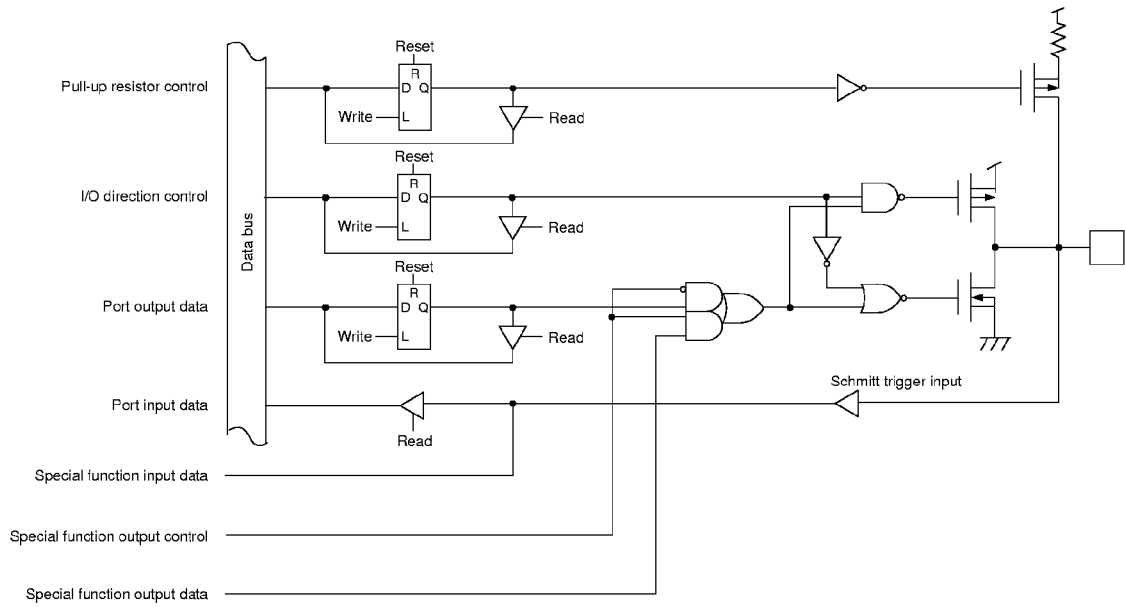 Reset
Pull-up resistor control
R
D Q
Write
L
Read
Reset
I/O direction control
R
D Q
Write
L
Read
Data bus
Reset
Port output data
R
D Q
Write
L
Read
Schmitt trigger input
Port input data
Read
Special function input data
Special function output control
Special function output data